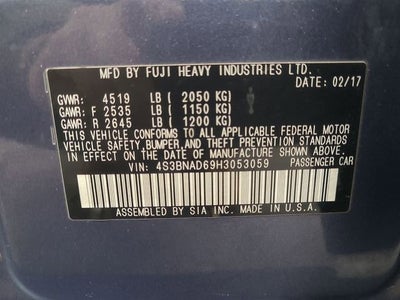 MFD BY FUJI HEAVY INDUSTRIES LTD.
DATE: 02/17
GVWR: 4519 LB ( 2050 KG)
GAWR: F 2535 LB ( 1150 KG)
GAWR: R 2645 LB ( 1200 KG)
THIS VEHICLE CONFORMS TO ALL APPLICABLE FEDERAL MOTOR
VEHICLE SAFETY, BUMPER, AND THEFT PREVENTION STANDARDS
IN EFFECT ON THE DATE OF MANUFACTURE SHOWN ABOVE.
VIN: 4S3BNAD69H3053059 PASSENGER CAR
ASSEMBLED BY SIA INC. MADE IN U.S.A.